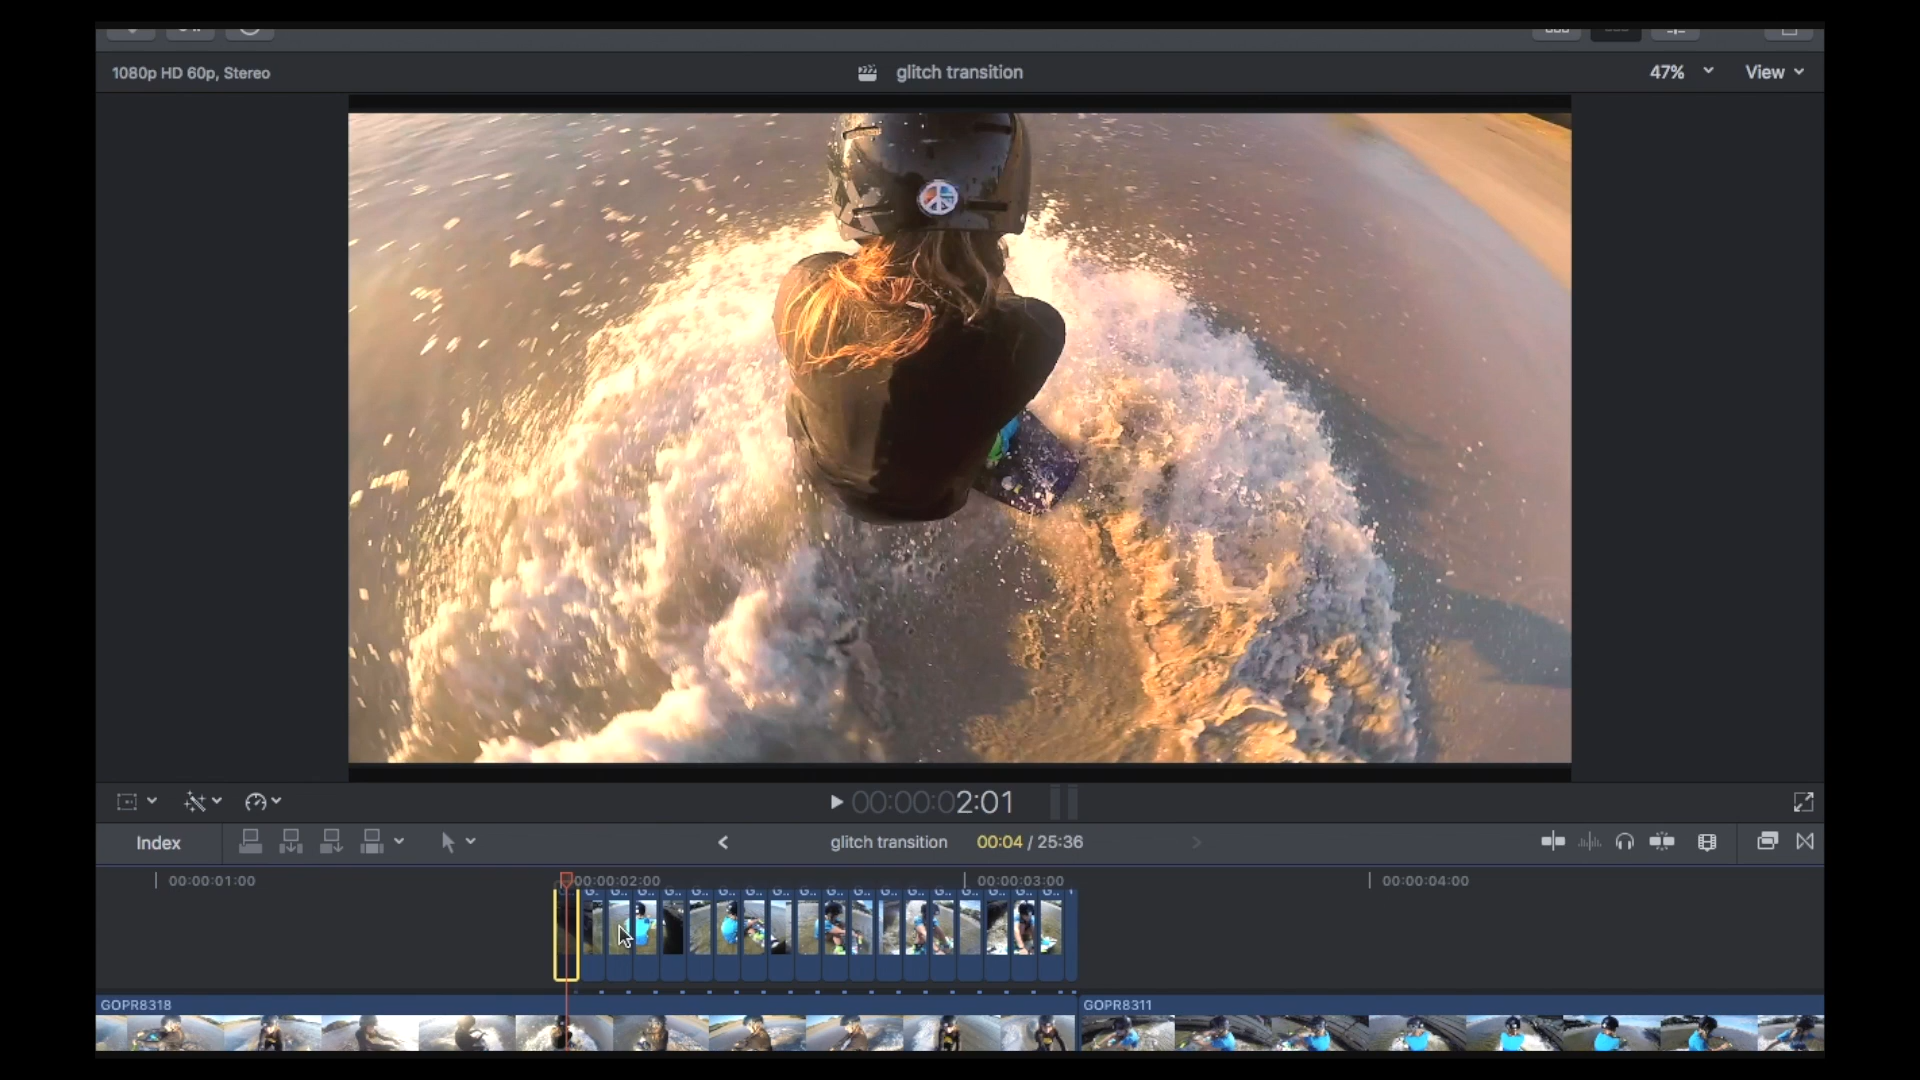 1080p HD 60p, Stereo
glitch transition
47%
View
00:00:02:01
Index
glitch transition
00:04 / 25:36
00:00:01:00
00:00:02:00
00:00:03:00
00:00:04:00
G.. G.. G.. G.. G.. G.. G.. G.. G.. G.. G.. G.. G.. G.. G.. G.. G.. G..
GOPR8318
GOPR8311